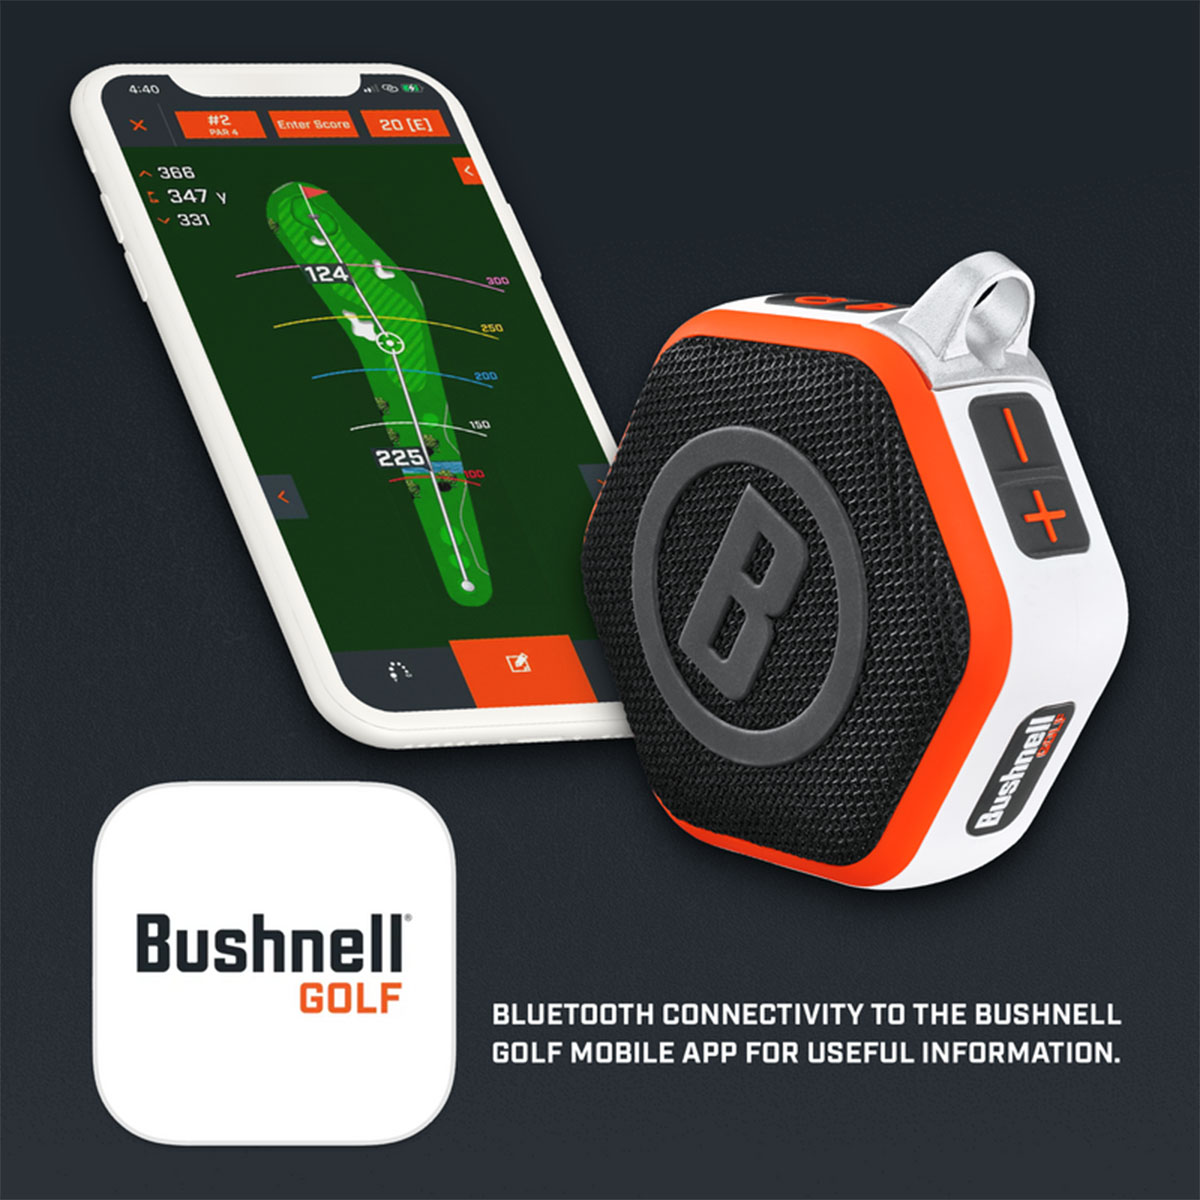 4:40
#2
PAR 4
Enter Score
20 [E]
366
347 y
331
124
300
250
200
150
225
100
B
Bushnell
GOLF
Bushnell®
GOLF
BLUETOOTH CONNECTIVITY TO THE BUSHNELL
GOLF MOBILE APP FOR USEFUL INFORMATION.